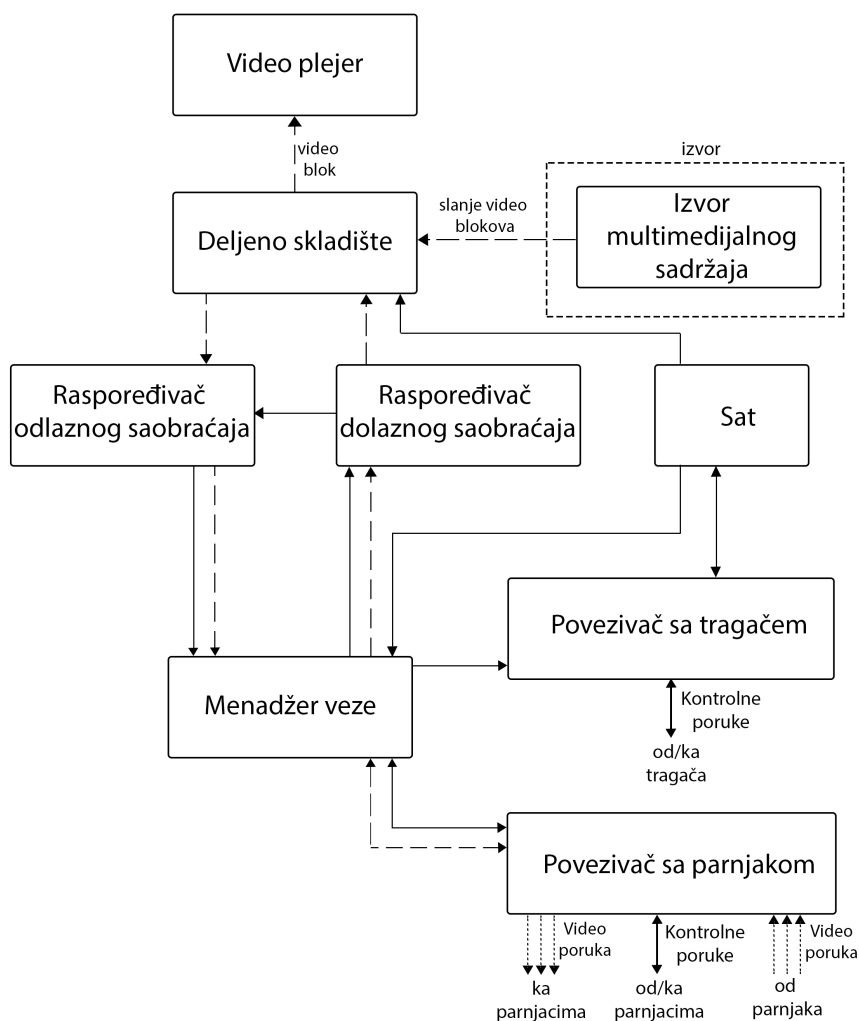 Video plejer
video
blok
izvor
Deljeno skladište
slanje video
blokova
Izvor
multimedijalnog
sadržaja
Raspoređivač
odlaznog saobraćaja
Raspoređivač
dolaznog saobraćaja
Sat
Povezivač sa tragačem
Menadžer veze
Kontrolne
poruke
od/ka
tragača
Povezivač sa parnjakom
Video
poruka
Kontrolne
poruke
Video
poruka
ka
parnjacima
od/ka
parnjacima
od
parnjaka